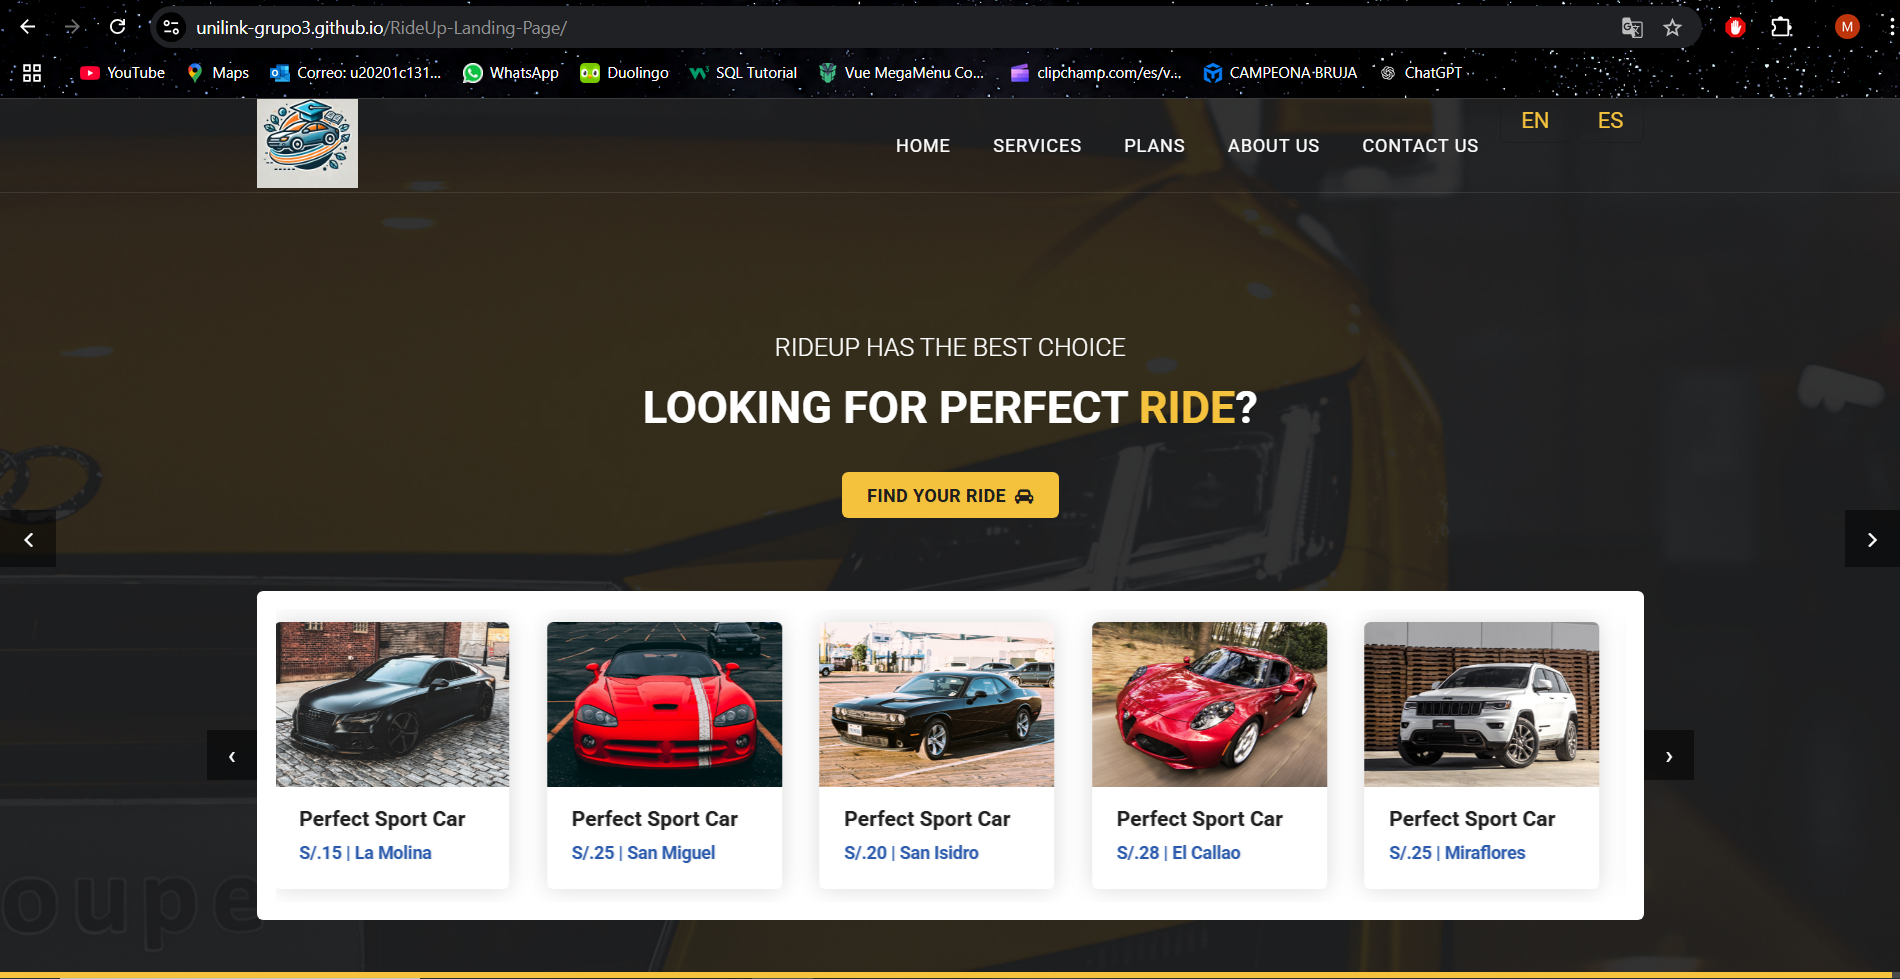 unilink-grupo3.github.io/RideUp-Landing-Page/
M
YouTube
Maps
Correo: u20201c131...
WhatsApp
Duolingo
SQL Tutorial
Vue MegaMenu Co...
clipchamp.com/es/v...
CAMPEONA-BRUJA
ChatGPT
HOME
SERVICES
PLANS
ABOUT US
CONTACT US
EN
ES
RIDEUP HAS THE BEST CHOICE
LOOKING FOR PERFECT RIDE?
FIND YOUR RIDE
Perfect Sport Car
S/.15 | La Molina
Perfect Sport Car
S/.25 | San Miguel
Perfect Sport Car
S/.20 | San Isidro
Perfect Sport Car
S/.28 | El Callao
Perfect Sport Car
S/.25 | Miraflores
oupe